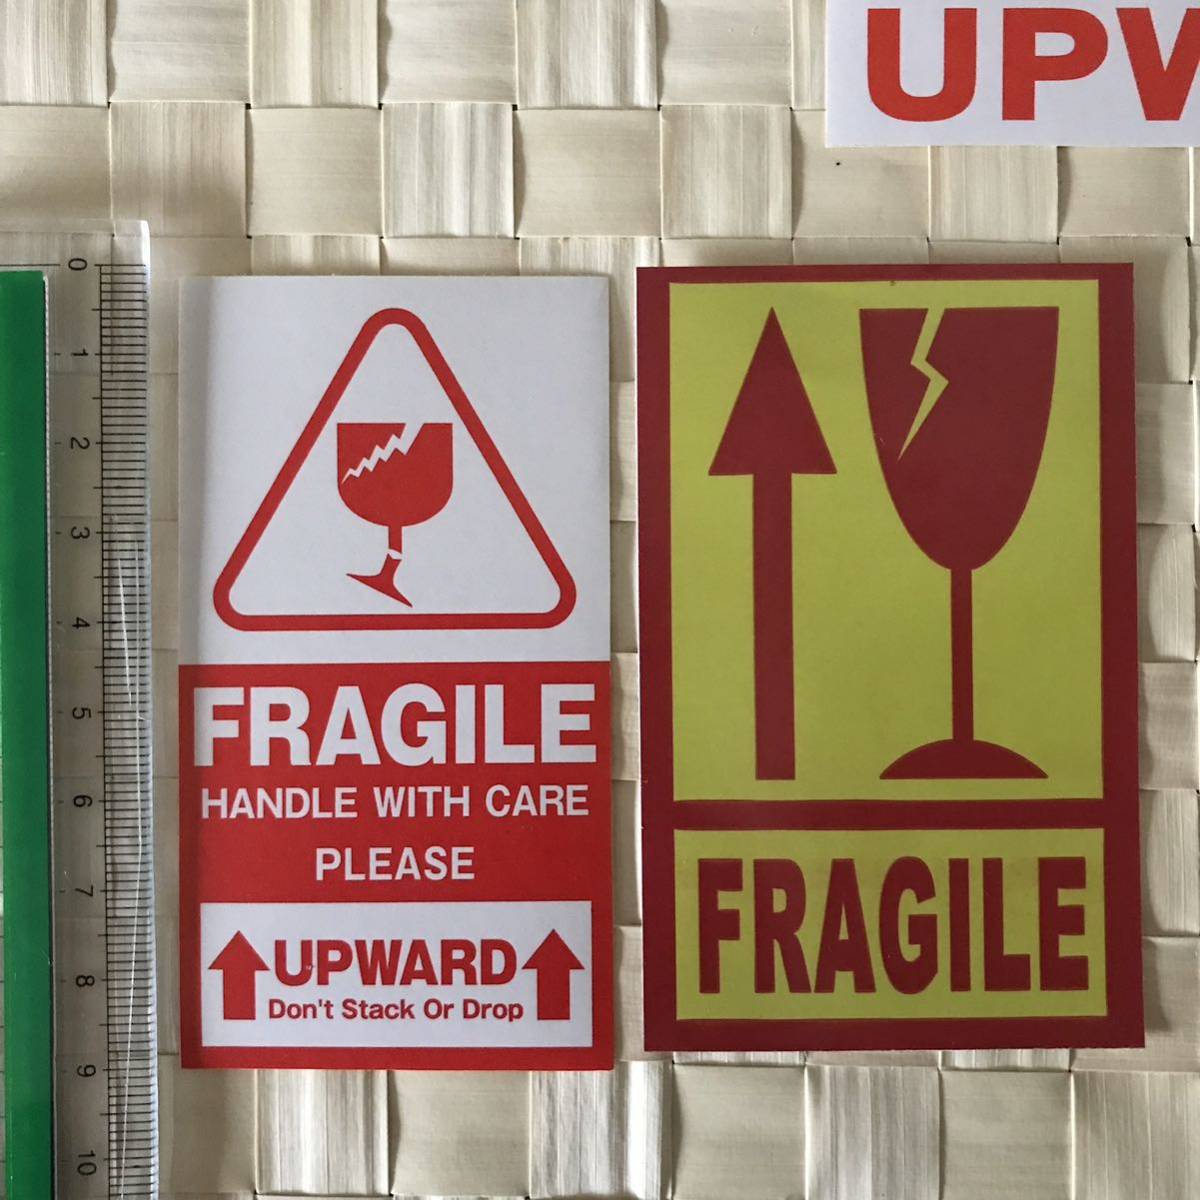 UPW
0
1
2
3
4
5
6
7
8
9
10
FRAGILE
HANDLE WITH CARE
PLEASE
UPWARD
Don't Stack Or Drop
FRAGILE